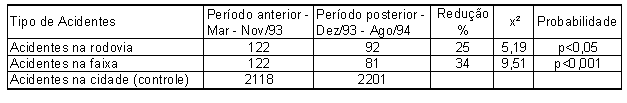 Tipo de Acidentes Período anterior - Período posterior - Redução x² Probabilidade
Mar - Nov/93 Dez/93 - Ago/94 %
Acidentes na rodovia 122 92 25 5,19 p<0,05
Acidentes na faixa 122 81 34 9,51 p<0,001
Acidentes na cidade (controle) 2118 2201